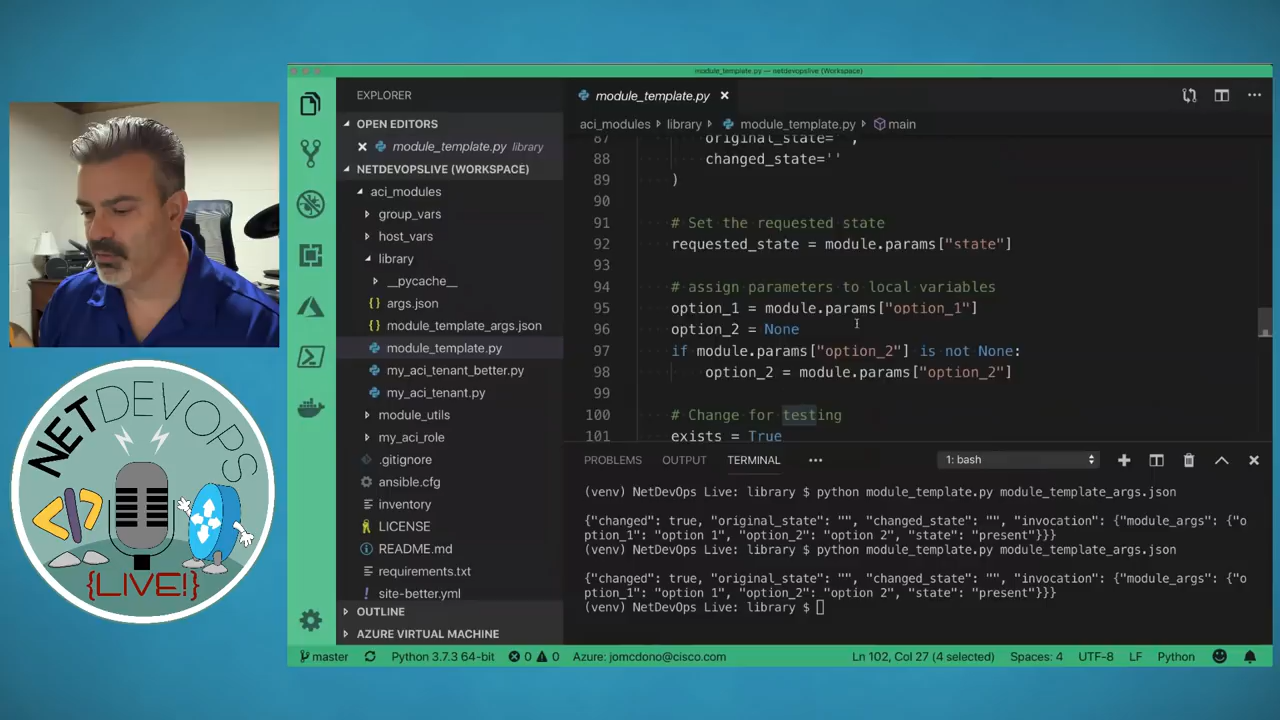 module_template.py — netdevopslive (Workspace)
EXPLORER
OPEN EDITORS
module_template.py library
NETDEVOPSLIVE (WORKSPACE)
aci_modules
group_vars
host_vars
library
__pycache__
args.json
module_template_args.json
module_template.py
my_aci_tenant_better.py
my_aci_tenant.py
module_utils
my_aci_role
.gitignore
ansible.cfg
inventory
LICENSE
README.md
requirements.txt
site-better.yml
OUTLINE
AZURE VIRTUAL MACHINE
module_template.py
aci_modules library module_template.py main
87 original_state='',
88 changed_state=''
89 )
90
91 # Set the requested state
92 requested_state = module.params["state"]
93
94 # assign parameters to local variables
95 option_1 = module.params["option_1"]
96 option_2 = None
97 if module.params["option_2"] is not None:
98 option_2 = module.params["option_2"]
99
100 # Change for testing
101 exists = True
PROBLEMS OUTPUT TERMINAL ••• 1: bash
(venv) NetDevOps Live: library $ python module_template.py module_template_args.json
{"changed": true, "original_state": "", "changed_state": "", "invocation": {"module_args": {"o
ption_1": "option 1", "option_2": "option 2", "state": "present"}}}
(venv) NetDevOps Live: library $ python module_template.py module_template_args.json
{"changed": true, "original_state": "", "changed_state": "", "invocation": {"module_args": {"o
ption_1": "option 1", "option_2": "option 2", "state": "present"}}}
(venv) NetDevOps Live: library $
master Python 3.7.3 64-bit 0 0 Azure: jomcdono@cisco.com Ln 102, Col 27 (4 selected) Spaces: 4 UTF-8 LF Python
NETDEVOPS
</>
{LIVE!}